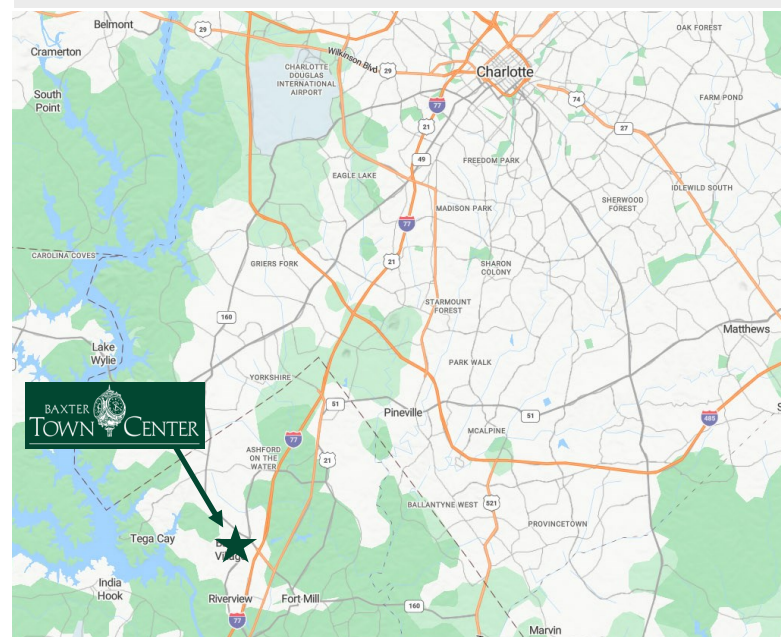 Belmont
29
OAK FOREST
Cramerton
Wilkinson Blvd
29
CHARLOTTE
DOUGLAS
INTERNATIONAL
AIRPORT
Charlotte
South
Point
77
74
FARM POND
21
27
49
FREEDOM PARK
EAGLE LAKE
IDLEWILD SOUTH
SHERWOOD
FOREST
MADISON PARK
77
CAROLINA COVES
21
GRIERS FORK
SHARON
COLONY
STARMOUNT
FOREST
160
Matthews
Lake
Wylie
PARK WALK
YORKSHIRE
BAXTER
TOWN CENTER
51
Pineville
51
485
77
MCALPINE
ASHFORD
ON THE
WATER
21
BALLANTYNE WEST
521
PROVINCETOWN
Tega Cay
India
Hook
Riverview
Fort Mill
160
77
Marvin